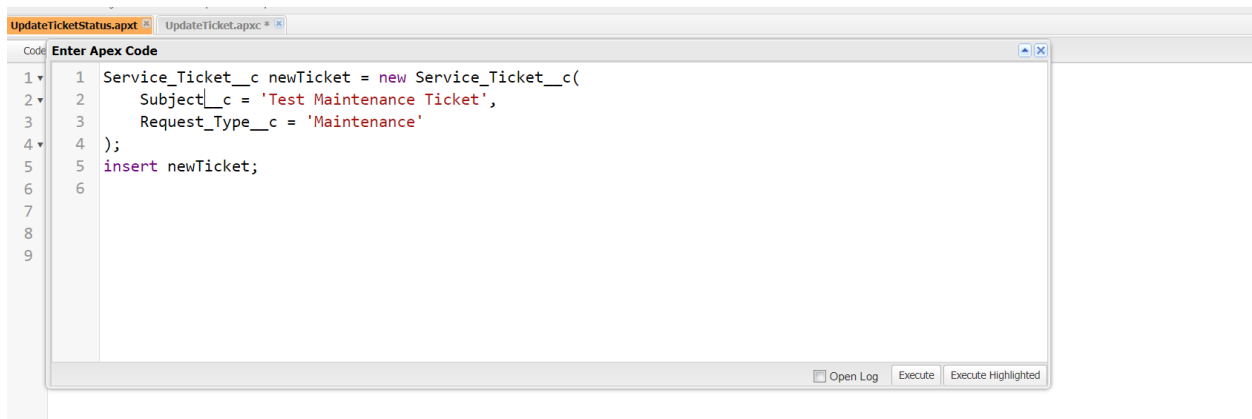 UpdateTicketStatus.apxt UpdateTicket.apxc *
Code
Enter Apex Code
1
2
3
4
5
6
7
8
9
1 Service_Ticket__c newTicket = new Service_Ticket__c(
2 Subject__c = 'Test Maintenance Ticket',
3 Request_Type__c = 'Maintenance'
4 );
5 insert newTicket;
6
Open Log Execute Execute Highlighted